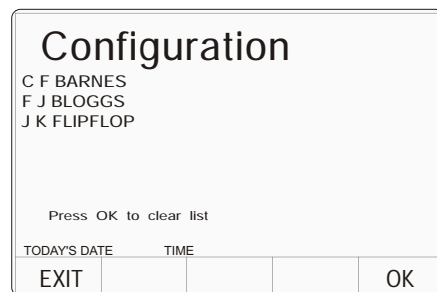 Configuration
C F BARNES
F J BLOGGS
J K FLIPFLOP
Press OK to clear list
TODAY'S DATE TIME
EXIT OK